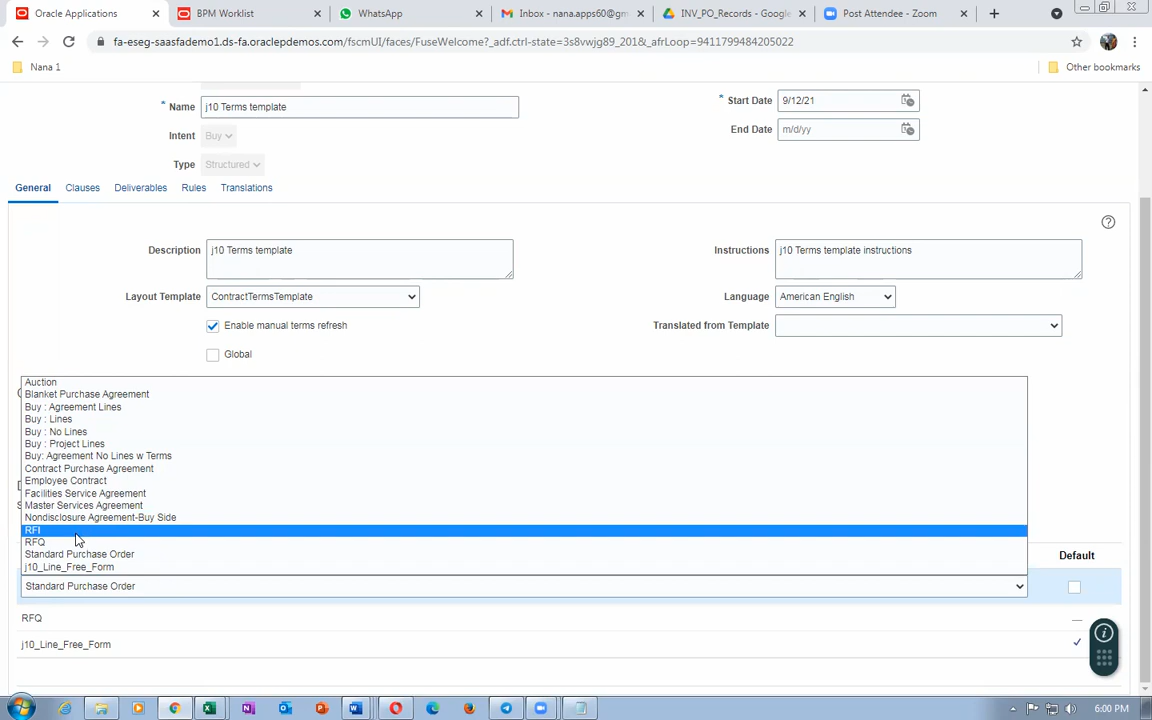 Oracle Applications
BPM Worklist
WhatsApp
Inbox - nana.apps60@gm
INV_PO_Records - Google
Post Attendee - Zoom
fa-eseg-saasfademo1.ds-fa.oraclepdemos.com/fscmUI/faces/FuseWelcome?_adf.ctrl-state=3s8vwjg89_201&_afrLoop=9411799484205022
Nana 1
Other bookmarks
* Name j10 Terms template
* Start Date 9/12/21
Intent Buy
End Date m/d/yy
Type Structured
General Clauses Deliverables Rules Translations
Description j10 Terms template
Instructions j10 Terms template instructions
Layout Template ContractTermsTemplate
Language American English
Enable manual terms refresh
Translated from Template
Global
Auction
Blanket Purchase Agreement
Buy : Agreement Lines
Buy : Lines
Buy : No Lines
Buy : Project Lines
Buy: Agreement No Lines w Terms
Contract Purchase Agreement
Employee Contract
Facilities Service Agreement
Master Services Agreement
Nondisclosure Agreement-Buy Side
RFI
RFQ
Standard Purchase Order
j10_Line_Free_Form
Default
Standard Purchase Order
RFQ
j10_Line_Free_Form
6:00 PM